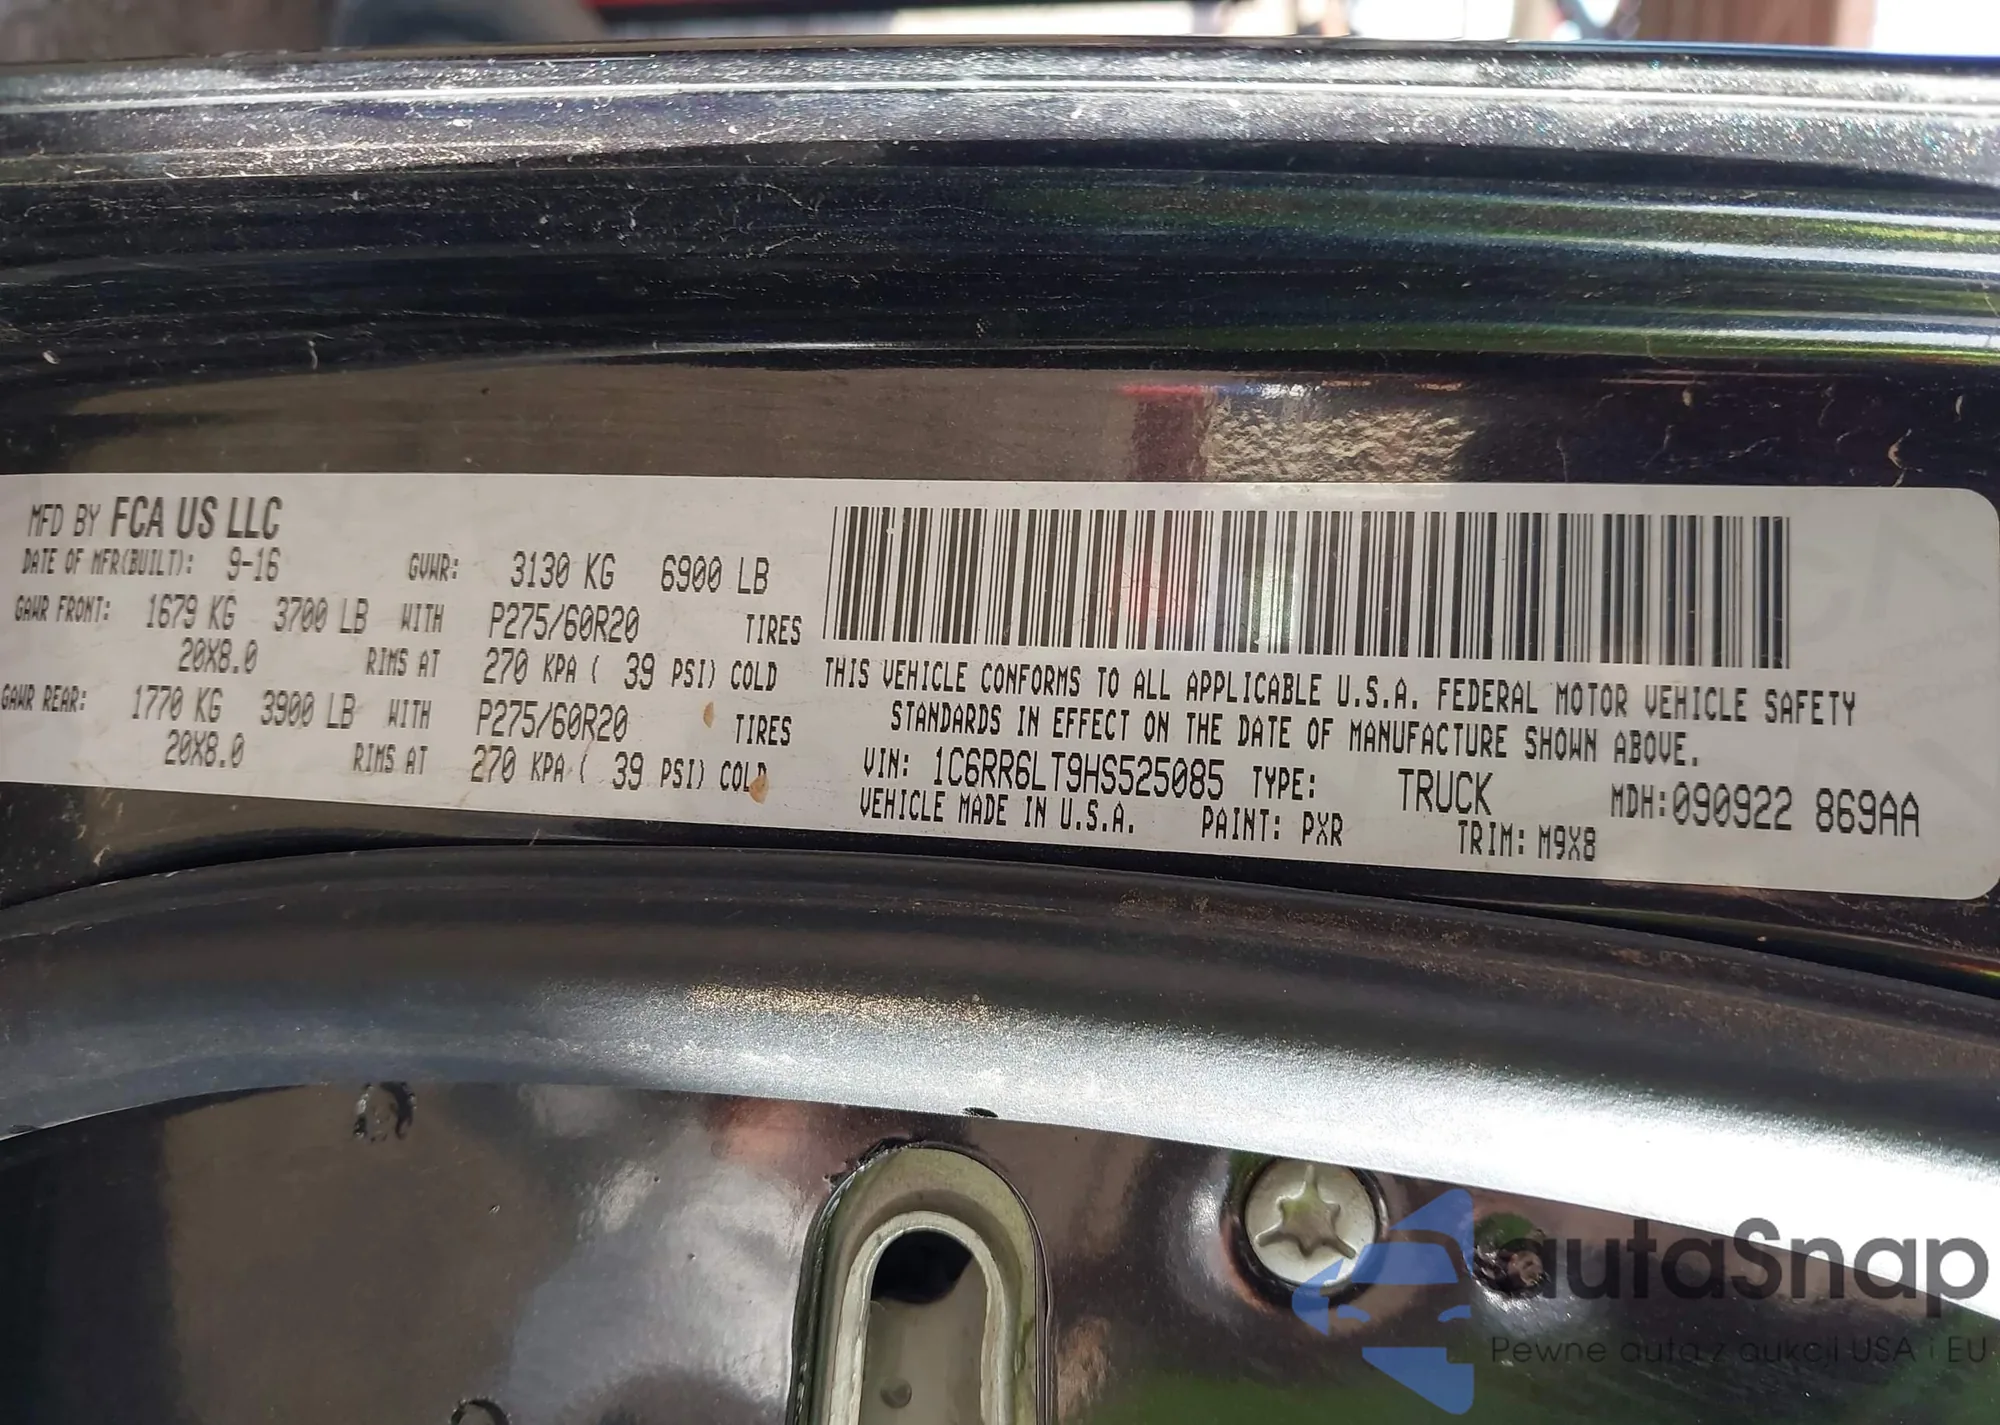 MFD BY FCA US LLC
DATE OF MFR(BUILT): 9-16 GVWR: 3130 KG 6900 LB
GAWR FRONT: 1679 KG 3700 LB WITH P275/60R20 TIRES
20X8.0 RIMS AT 270 KPA ( 39 PSI) COLD
GAWR REAR: 1770 KG 3900 LB WITH P275/60R20 TIRES
20X8.0 RIMS AT 270 KPA ( 39 PSI) COLD
THIS VEHICLE CONFORMS TO ALL APPLICABLE U.S.A. FEDERAL MOTOR VEHICLE SAFETY
STANDARDS IN EFFECT ON THE DATE OF MANUFACTURE SHOWN ABOVE.
VIN: 1C6RR6LT9HS525085 TYPE: TRUCK MDH:090922 869AA
VEHICLE MADE IN U.S.A. PAINT: PXR TRIM: M9X8
autaSnap
Pewne auta z aukcji USA i EU